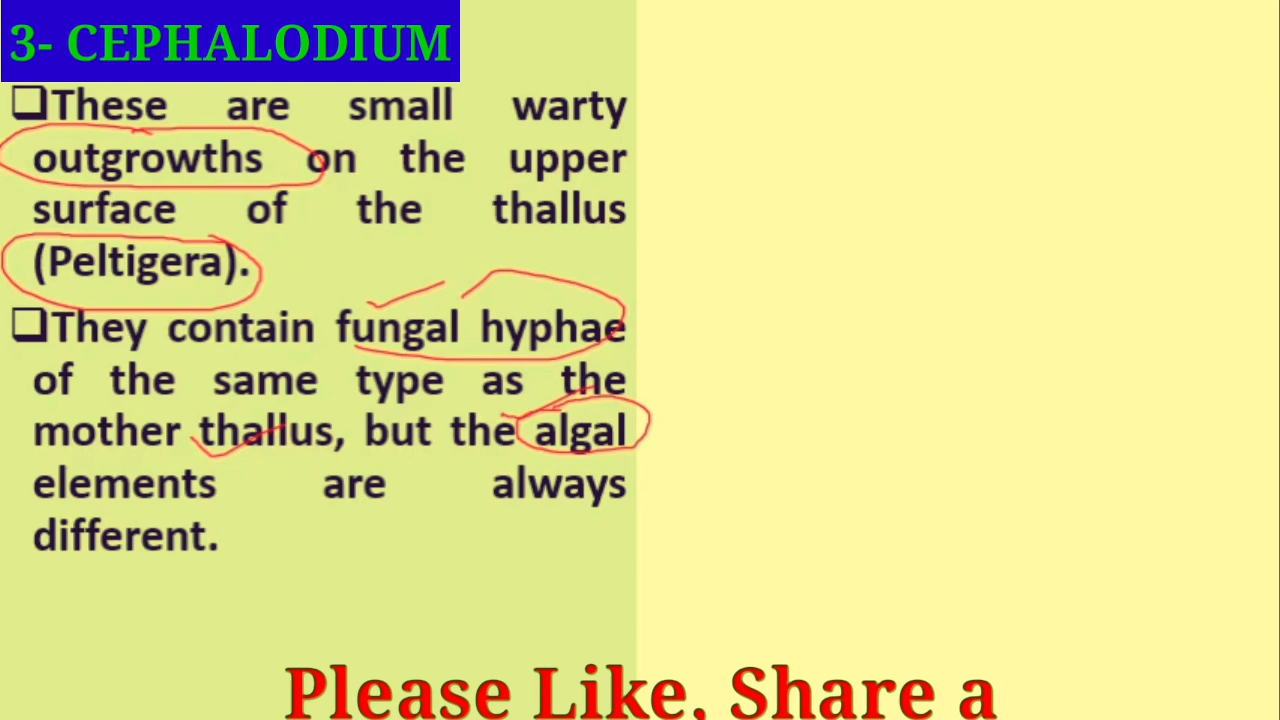 3- CEPHALODIUM
❑These are small warty
outgrowths on the upper
surface of the thallus
(Peltigera).
❑They contain fungal hyphae
of the same type as the
mother thallus, but the algal
elements are always
different.
Please Like, Share a